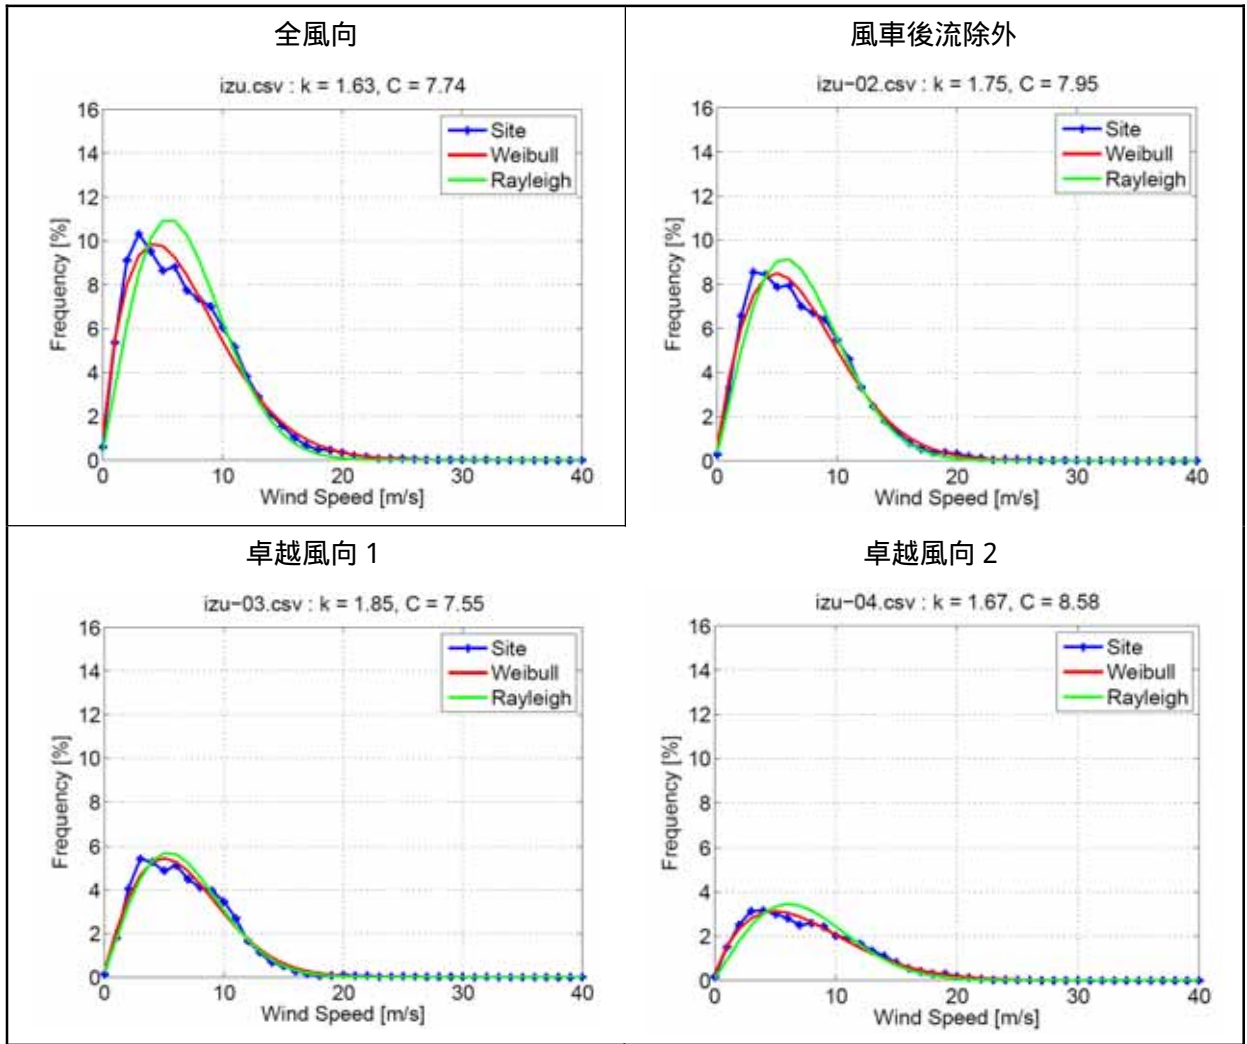 全風向
izu.csv : k = 1.63, C = 7.74
16
14
12
10
8
6
4
2
0
Frequency [%]
Site
Weibull
Rayleigh
0
10
20
30
40
Wind Speed [m/s]
風車後流除外
izu-02.csv : k = 1.75, C = 7.95
16
14
12
10
8
6
4
2
0
Frequency [%]
Site
Weibull
Rayleigh
0
10
20
30
40
Wind Speed [m/s]
卓越風向 1
izu-03.csv : k = 1.85, C = 7.55
16
14
12
10
8
6
4
2
0
Frequency [%]
Site
Weibull
Rayleigh
0
10
20
30
40
Wind Speed [m/s]
卓越風向 2
izu-04.csv : k = 1.67, C = 8.58
16
14
12
10
8
6
4
2
0
Frequency [%]
Site
Weibull
Rayleigh
0
10
20
30
40
Wind Speed [m/s]